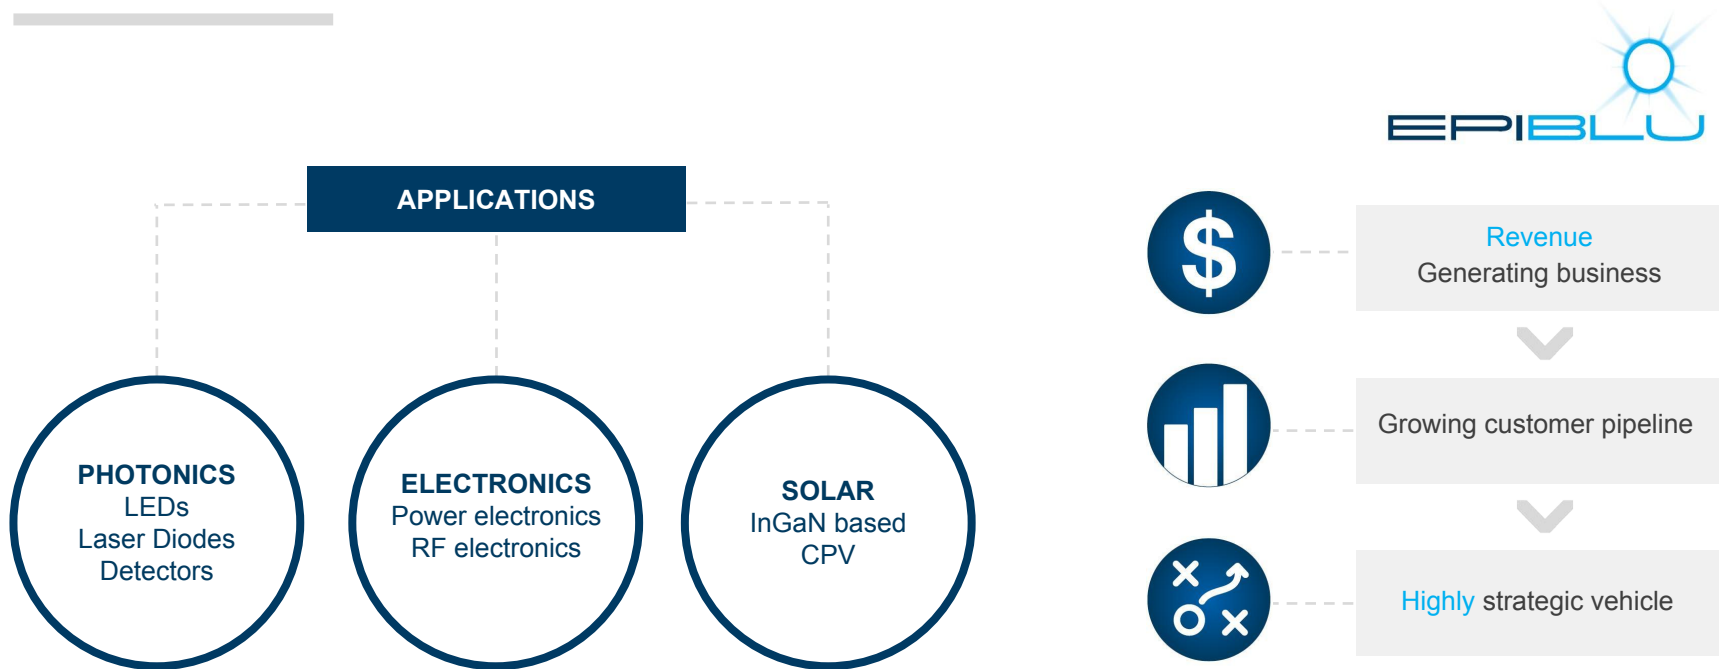 EPIBLU
APPLICATIONS
PHOTONICS
LEDs
Laser Diodes
Detectors
ELECTRONICS
Power electronics
RF electronics
SOLAR
InGaN based
CPV
$
Revenue
Generating business
Growing customer pipeline
Highly strategic vehicle